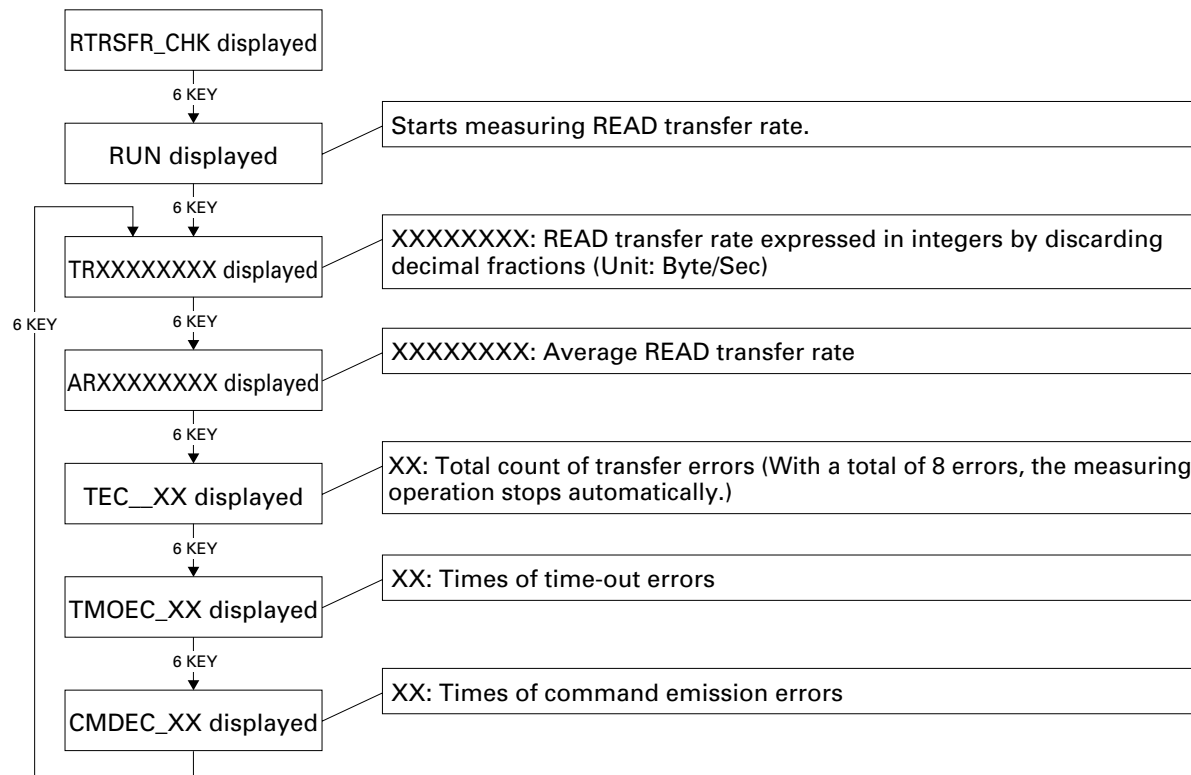 RTRSFR_CHK displayed
6 KEY
RUN displayed
Starts measuring READ transfer rate.
6 KEY
TRXXXXXXXX displayed
XXXXXXXX: READ transfer rate expressed in integers by discarding
decimal fractions (Unit: Byte/Sec)
6 KEY
6 KEY
ARXXXXXXXX displayed
XXXXXXXX: Average READ transfer rate
6 KEY
TEC__XX displayed
XX: Total count of transfer errors (With a total of 8 errors, the measuring
operation stops automatically.)
6 KEY
TMOEC_XX displayed
XX: Times of time-out errors
6 KEY
CMDEC_XX displayed
XX: Times of command emission errors